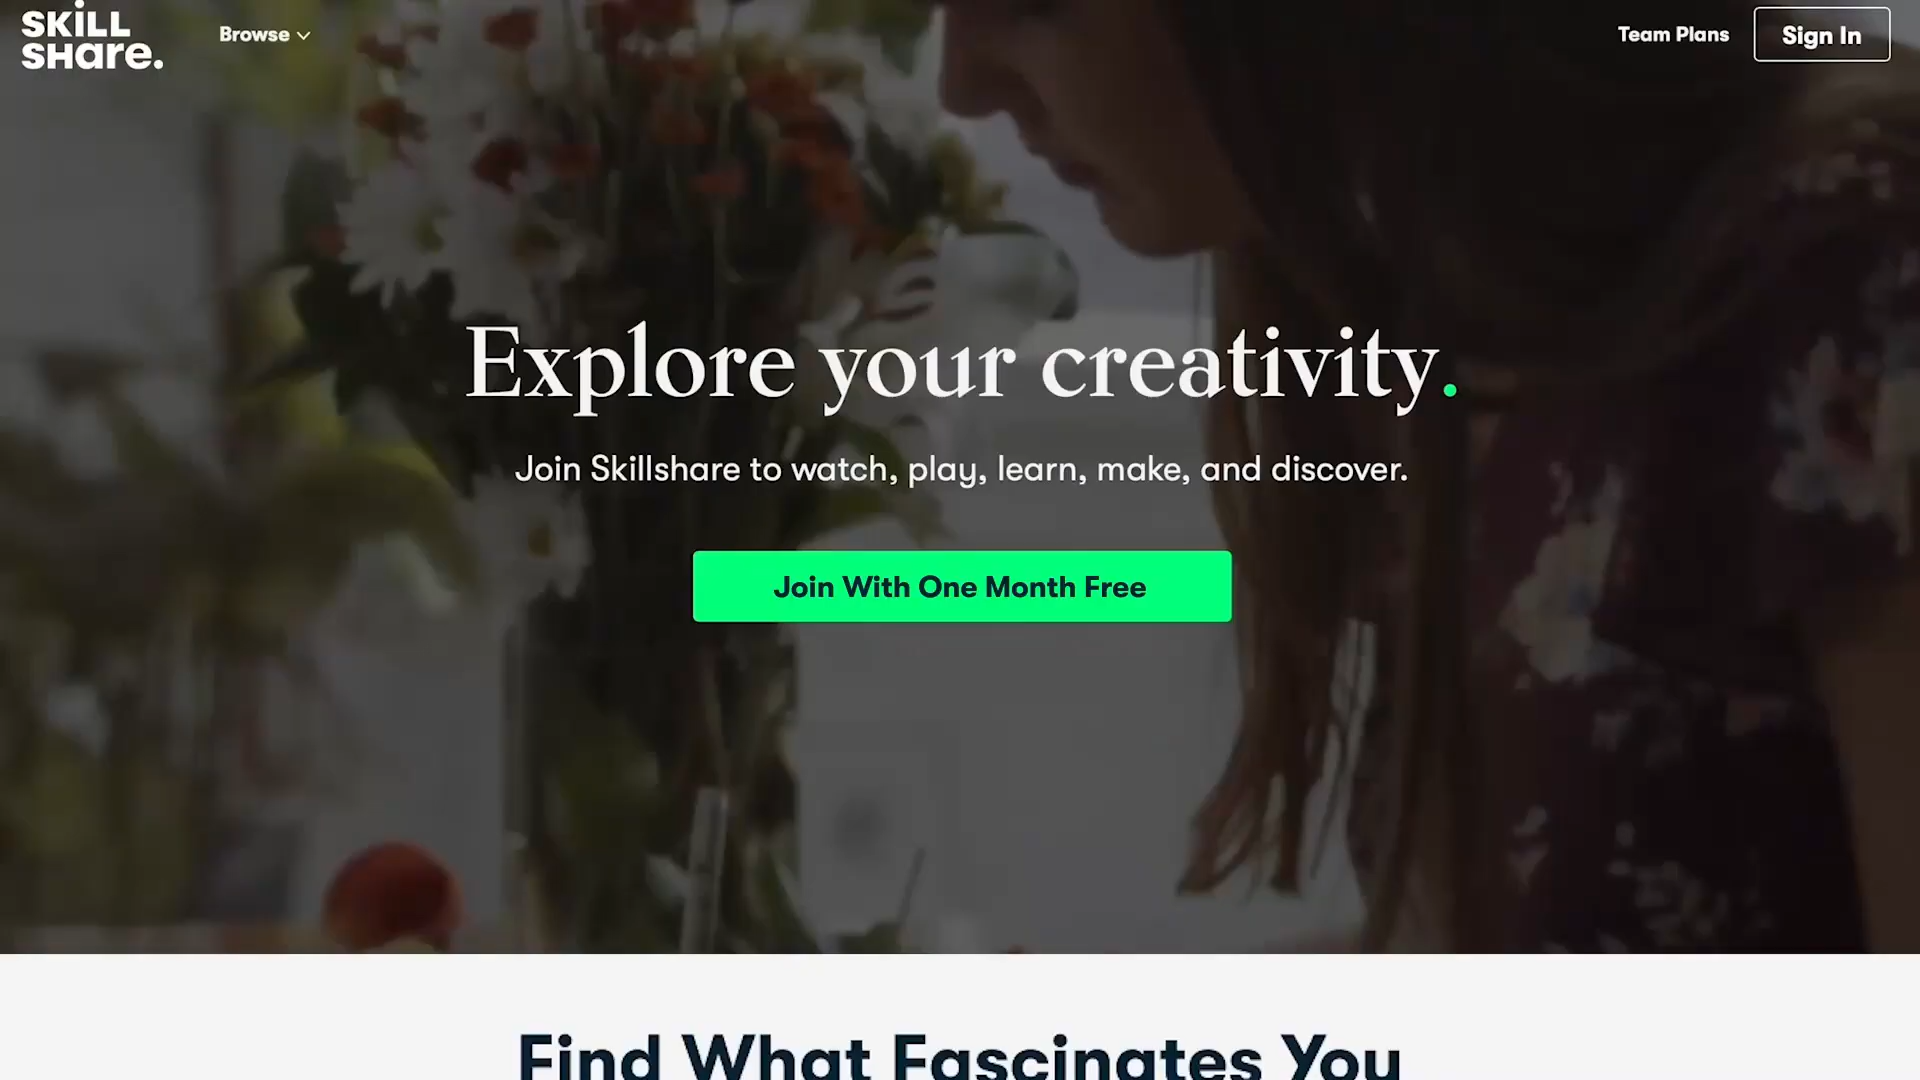 SKILL
SHare.
Browse
Team Plans
Sign In
Explore your creativity.
Join Skillshare to watch, play, learn, make, and discover.
Join With One Month Free
Find What Fascinates You